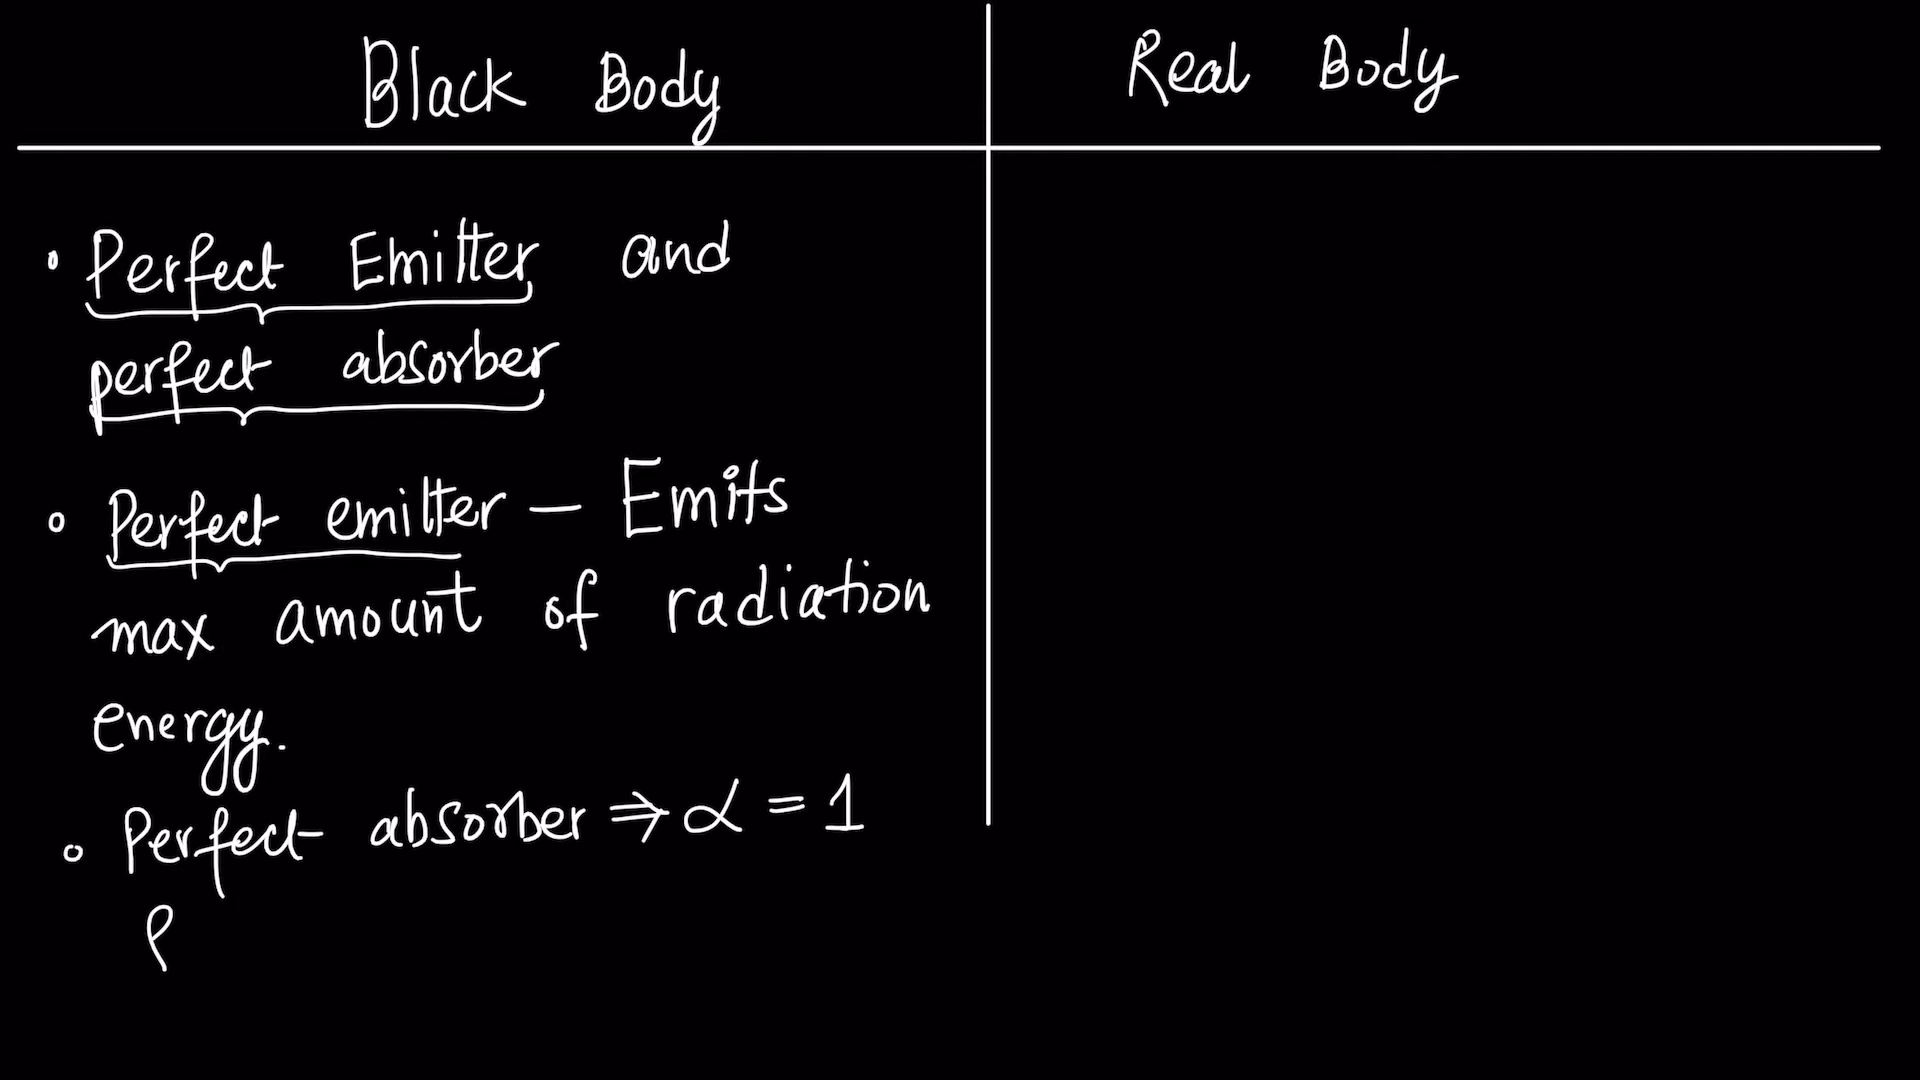 Black Body
Real Body
• Perfect Emitter and
perfect absorber
• Perfect emitter – Emits
max amount of radiation
energy.
• Perfect absorber ⇒ α = 1
ρ